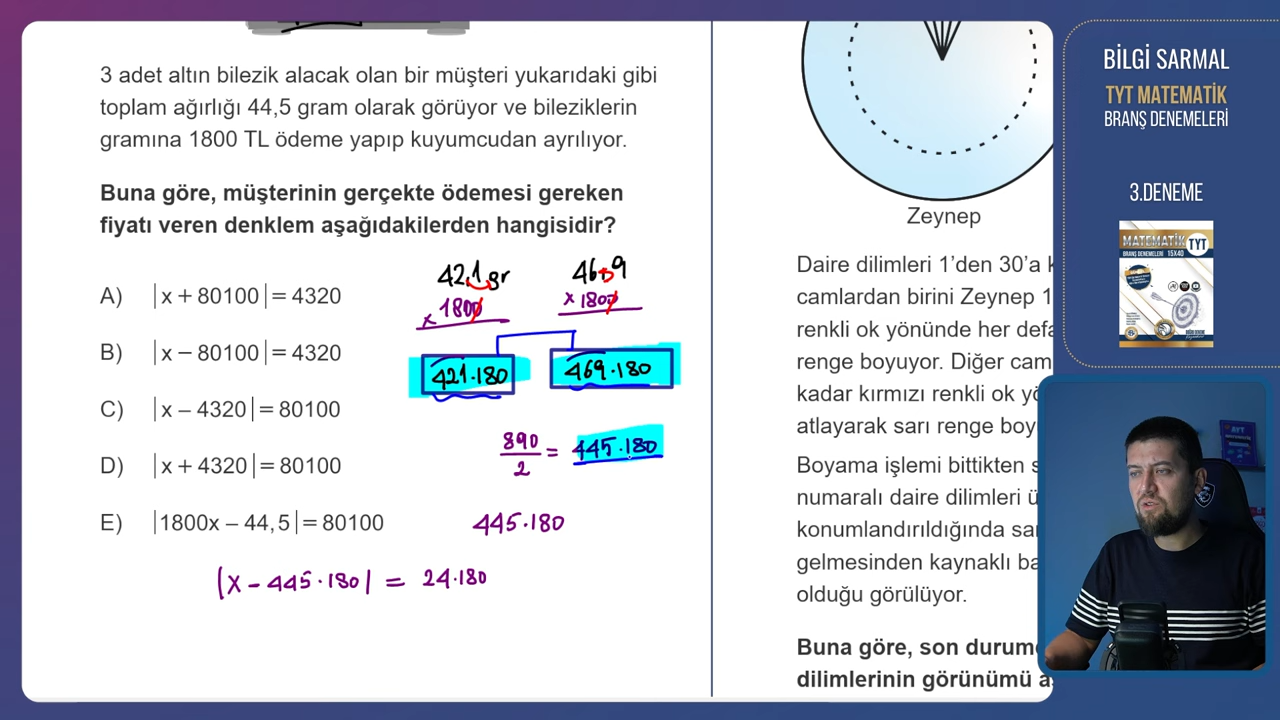 3 adet altın bilezik alacak olan bir müşteri yukarıdaki gibi
toplam ağırlığı 44,5 gram olarak görüyor ve bileziklerin
gramına 1800 TL ödeme yapıp kuyumcudan ayrılıyor.
Buna göre, müşterinin gerçekte ödemesi gereken
fiyatı veren denklem aşağıdakilerden hangisidir?
A) |x + 80100| = 4320
B) |x – 80100| = 4320
C) |x – 4320| = 80100
D) |x + 4320| = 80100
E) |1800x – 44,5| = 80100
42,1 gr
x 1800
421.180
46,9
x 1800
469.180
890/2 = 445.180
445.180
|x - 445.180| = 24.180
Zeynep
Daire dilimleri 1'den 30'a
camlardan birini Zeynep 1
renkli ok yönünde her
renge boyuyor. Diğer cam
kadar kırmızı renkli ok
atlayarak sarı renge
Boyama işlemi bittikten
numaralı daire dilimleri
konumlandırıldığında
gelmesinden kaynaklı
olduğu görülüyor.
Buna göre, son
dilimlerinin görünümü
BİLGİ SARMAL
TYT MATEMATİK
BRANŞ DENEMELERİ
3.DENEME
MATEMATİK TYT
BRANŞ DENEMELERİ 15X40
AYT